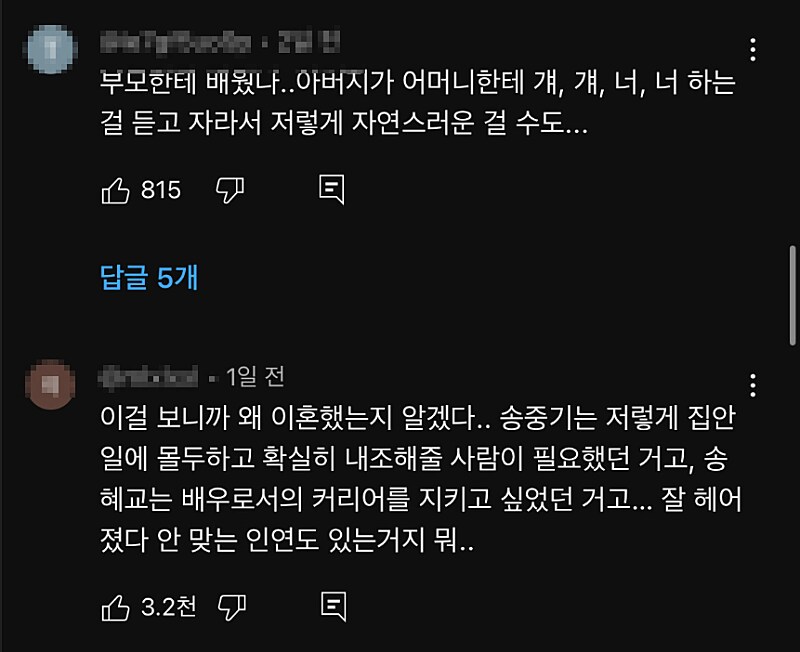 부모한테 배웠나..아버지가 어머니한테 걔, 걔, 너, 너 하는
걸 듣고 자라서 저렇게 자연스러운 걸 수도...
815
답글 5개
1일 전
이걸 보니까 왜 이혼했는지 알겠다.. 송중기는 저렇게 집안
일에 몰두하고 확실히 내조해줄 사람이 필요했던 거고, 송
혜교는 배우로서의 커리어를 지키고 싶었던 거고... 잘 헤어
졌다 안 맞는 인연도 있는거지 뭐..
3.2천